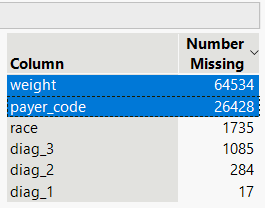 Number
Column Missing
weight 64534
payer_code 26428
race 1735
diag_3 1085
diag_2 284
diag_1 17